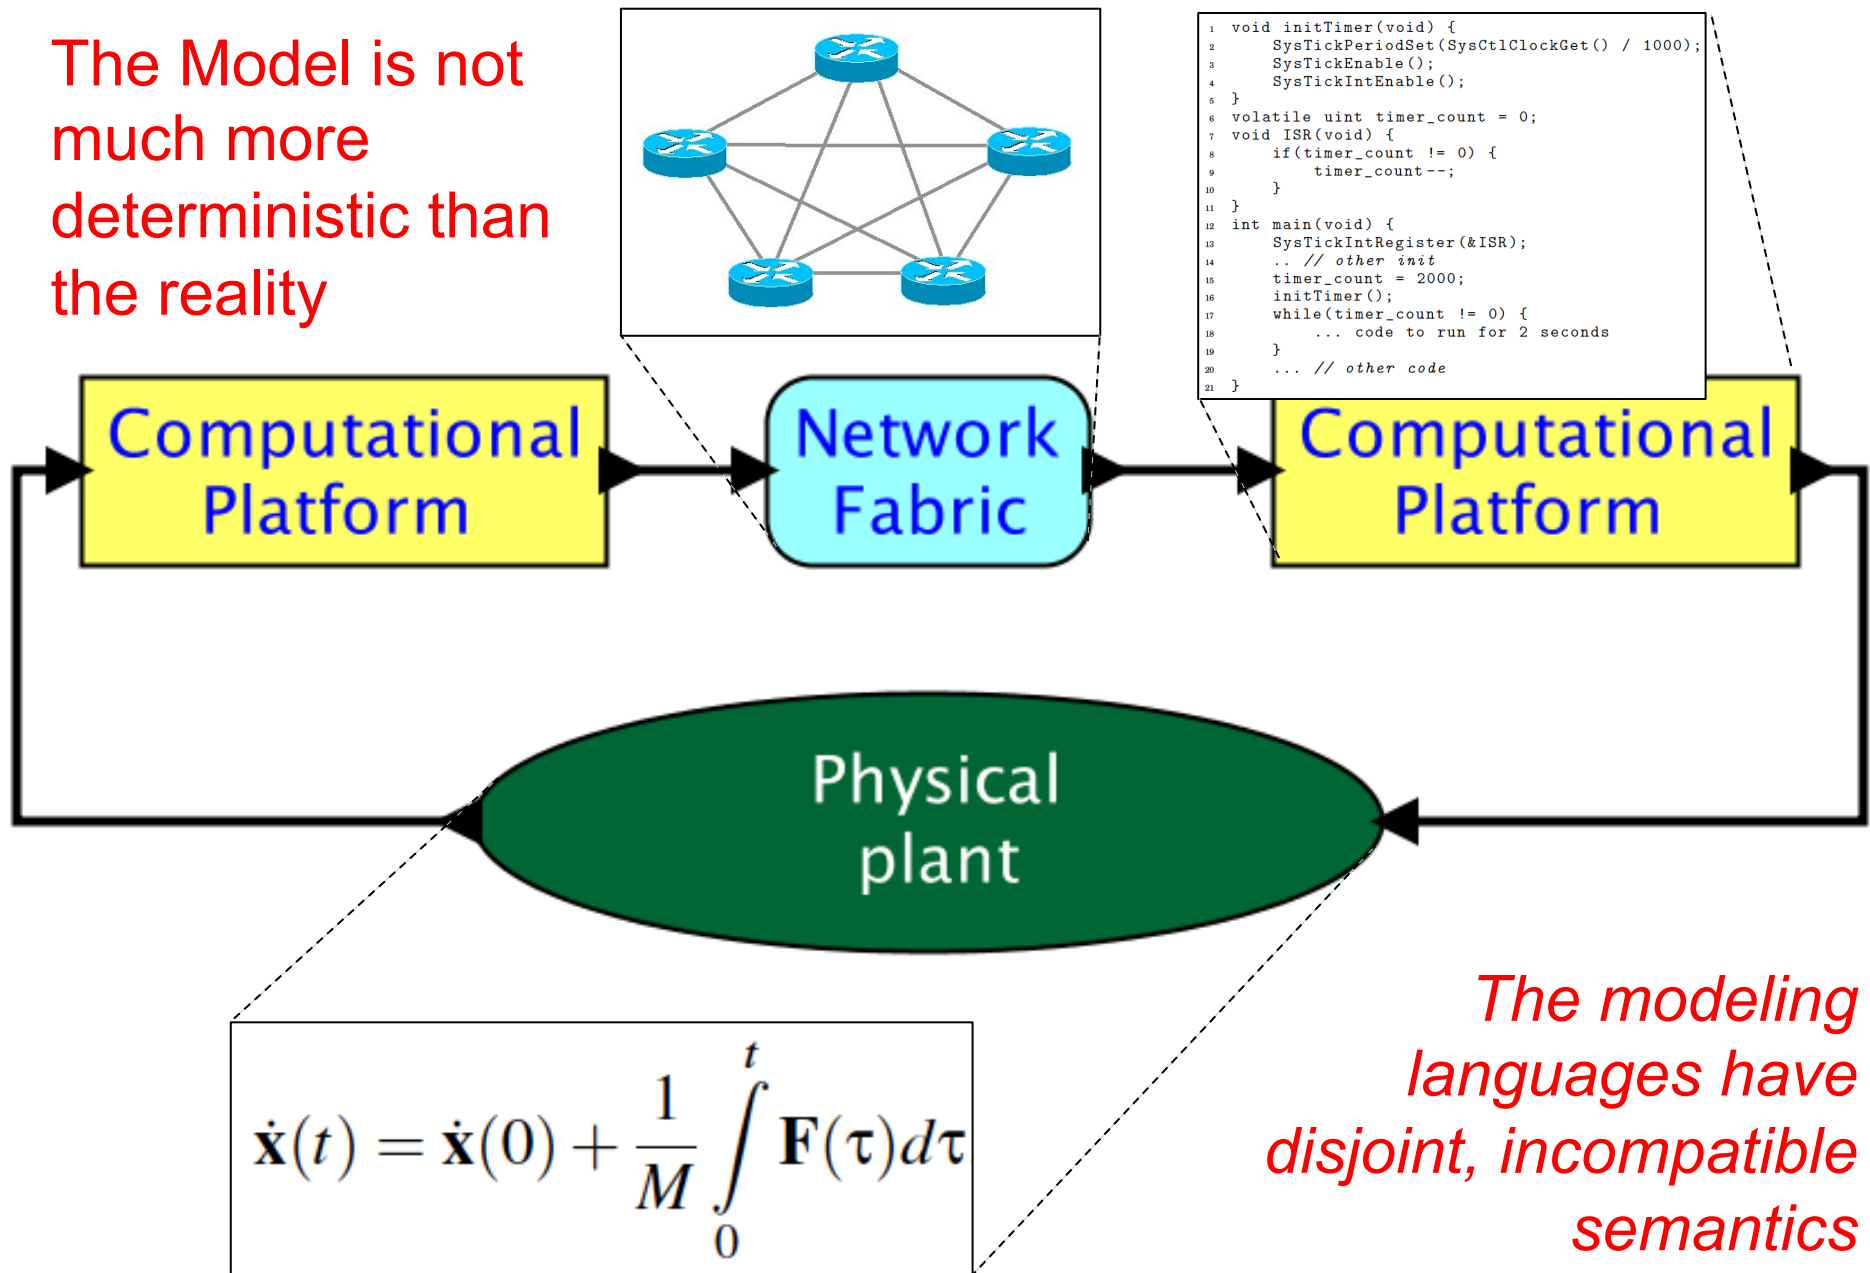 The Model is not
much more
deterministic than
the reality
1 void initTimer(void) {
2 SysTickPeriodSet(SysCtlClockGet() / 1000);
3 SysTickEnable();
4 SysTickIntEnable();
5 }
6 volatile uint timer_count = 0;
7 void ISR(void) {
8 if(timer_count != 0) {
9 timer_count--;
10 }
11 }
12 int main(void) {
13 SysTickIntRegister(&ISR);
14 .. // other init
15 timer_count = 2000;
16 initTimer();
17 while(timer_count != 0) {
18 ... code to run for 2 seconds
19 }
20 ... // other code
21 }
Computational
Platform
Network
Fabric
Computational
Platform
Physical
plant
ẋ(t) = ẋ(0) + 1/M ∫₀ᵗ F(τ)dτ
The modeling
languages have
disjoint, incompatible
semantics